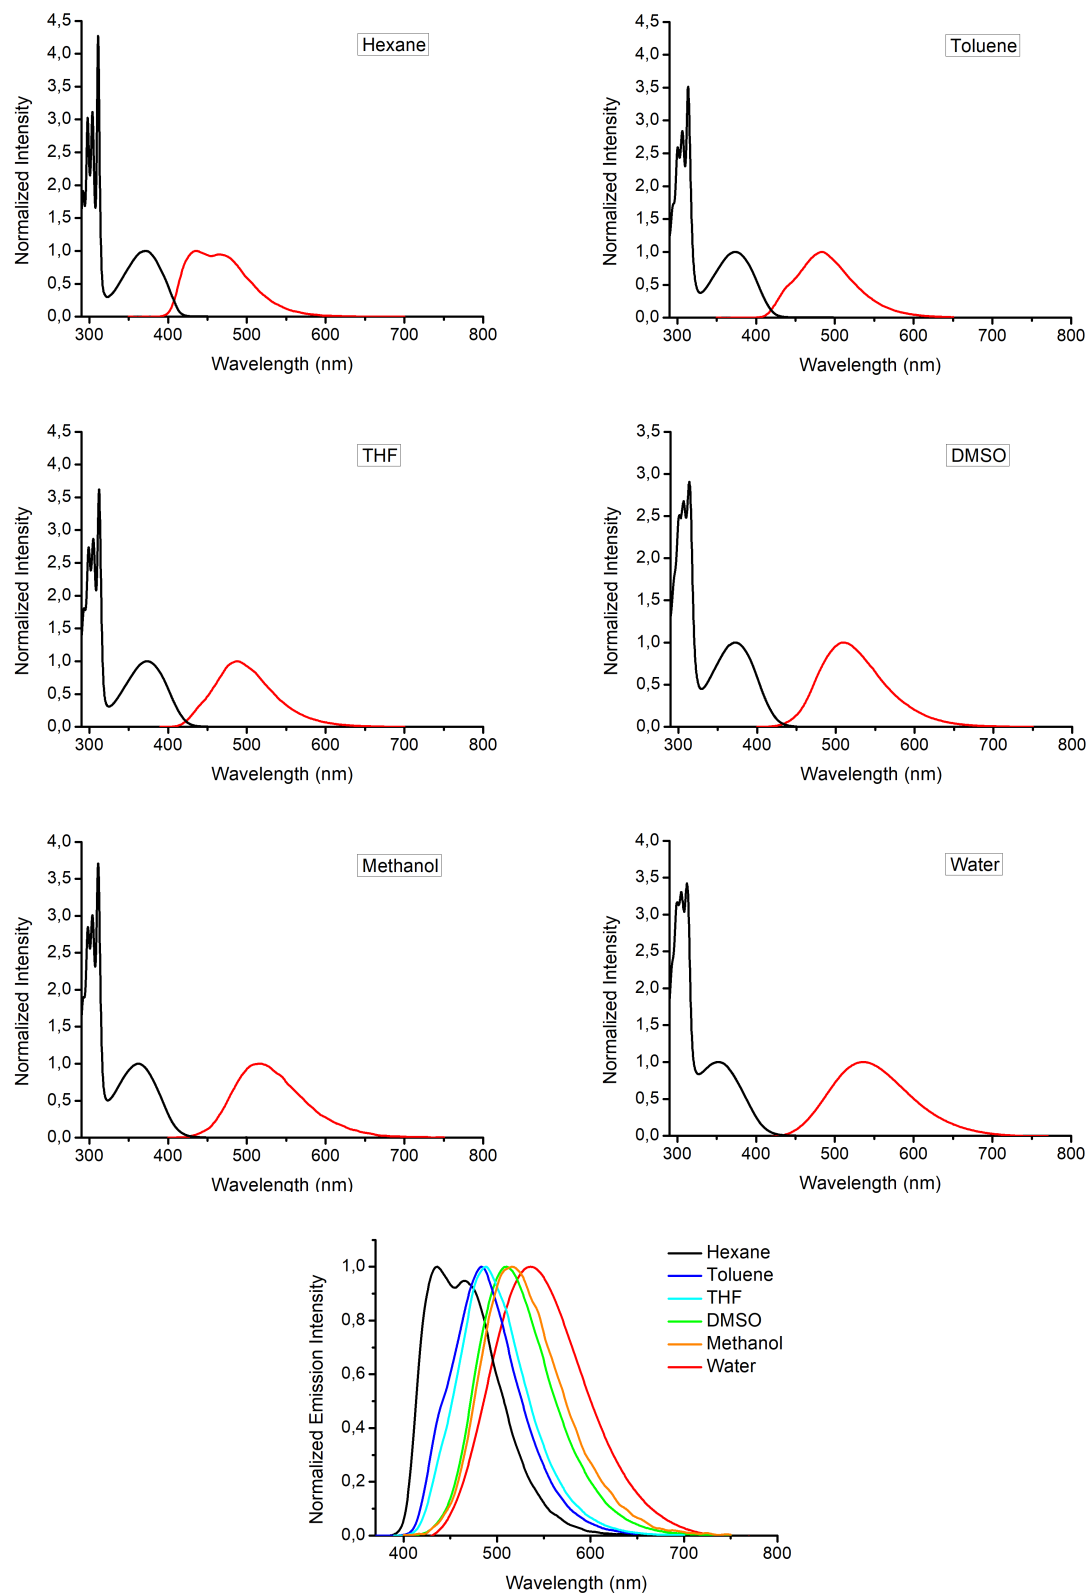 Hexane
Normalized Intensity
4,5
4,0
3,5
3,0
2,5
2,0
1,5
1,0
0,5
0,0
300 400 500 600 700 800
Wavelength (nm)
Toluene
Normalized Intensity
4,5
4,0
3,5
3,0
2,5
2,0
1,5
1,0
0,5
0,0
300 400 500 600 700 800
Wavelength (nm)
THF
Normalized Intensity
4,5
4,0
3,5
3,0
2,5
2,0
1,5
1,0
0,5
0,0
300 400 500 600 700 800
Wavelength (nm)
DMSO
Normalized Intensity
3,5
3,0
2,5
2,0
1,5
1,0
0,5
0,0
300 400 500 600 700 800
Wavelength (nm)
Methanol
Normalized Intensity
4,0
3,5
3,0
2,5
2,0
1,5
1,0
0,5
0,0
300 400 500 600 700 800
Wavelength (nm)
Water
Normalized Intensity
4,0
3,5
3,0
2,5
2,0
1,5
1,0
0,5
0,0
300 400 500 600 700 800
Wavelength (nm)
Normalized Emission Intensity
1,0
0,8
0,6
0,4
0,2
0,0
400 500 600 700 800
Wavelength (nm)
Hexane
Toluene
THF
DMSO
Methanol
Water